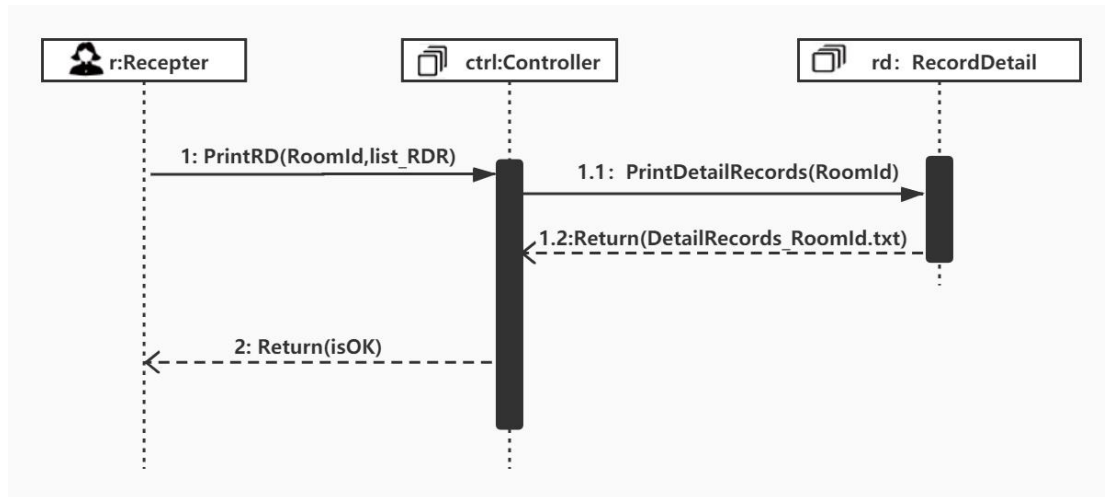 r:Recepter
ctrl:Controller
rd：RecordDetail
1: PrintRD(RoomId,list_RDR)
1.1：PrintDetailRecords(RoomId)
1.2:Return(DetailRecords_RoomId.txt)
2: Return(isOK)